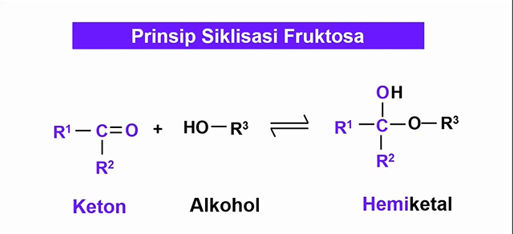 Prinsip Siklisasi Fruktosa
OH
R¹—C=O + HO—R³ ⇌ R¹—C—O—R³
R² R²
Keton Alkohol Hemiketal